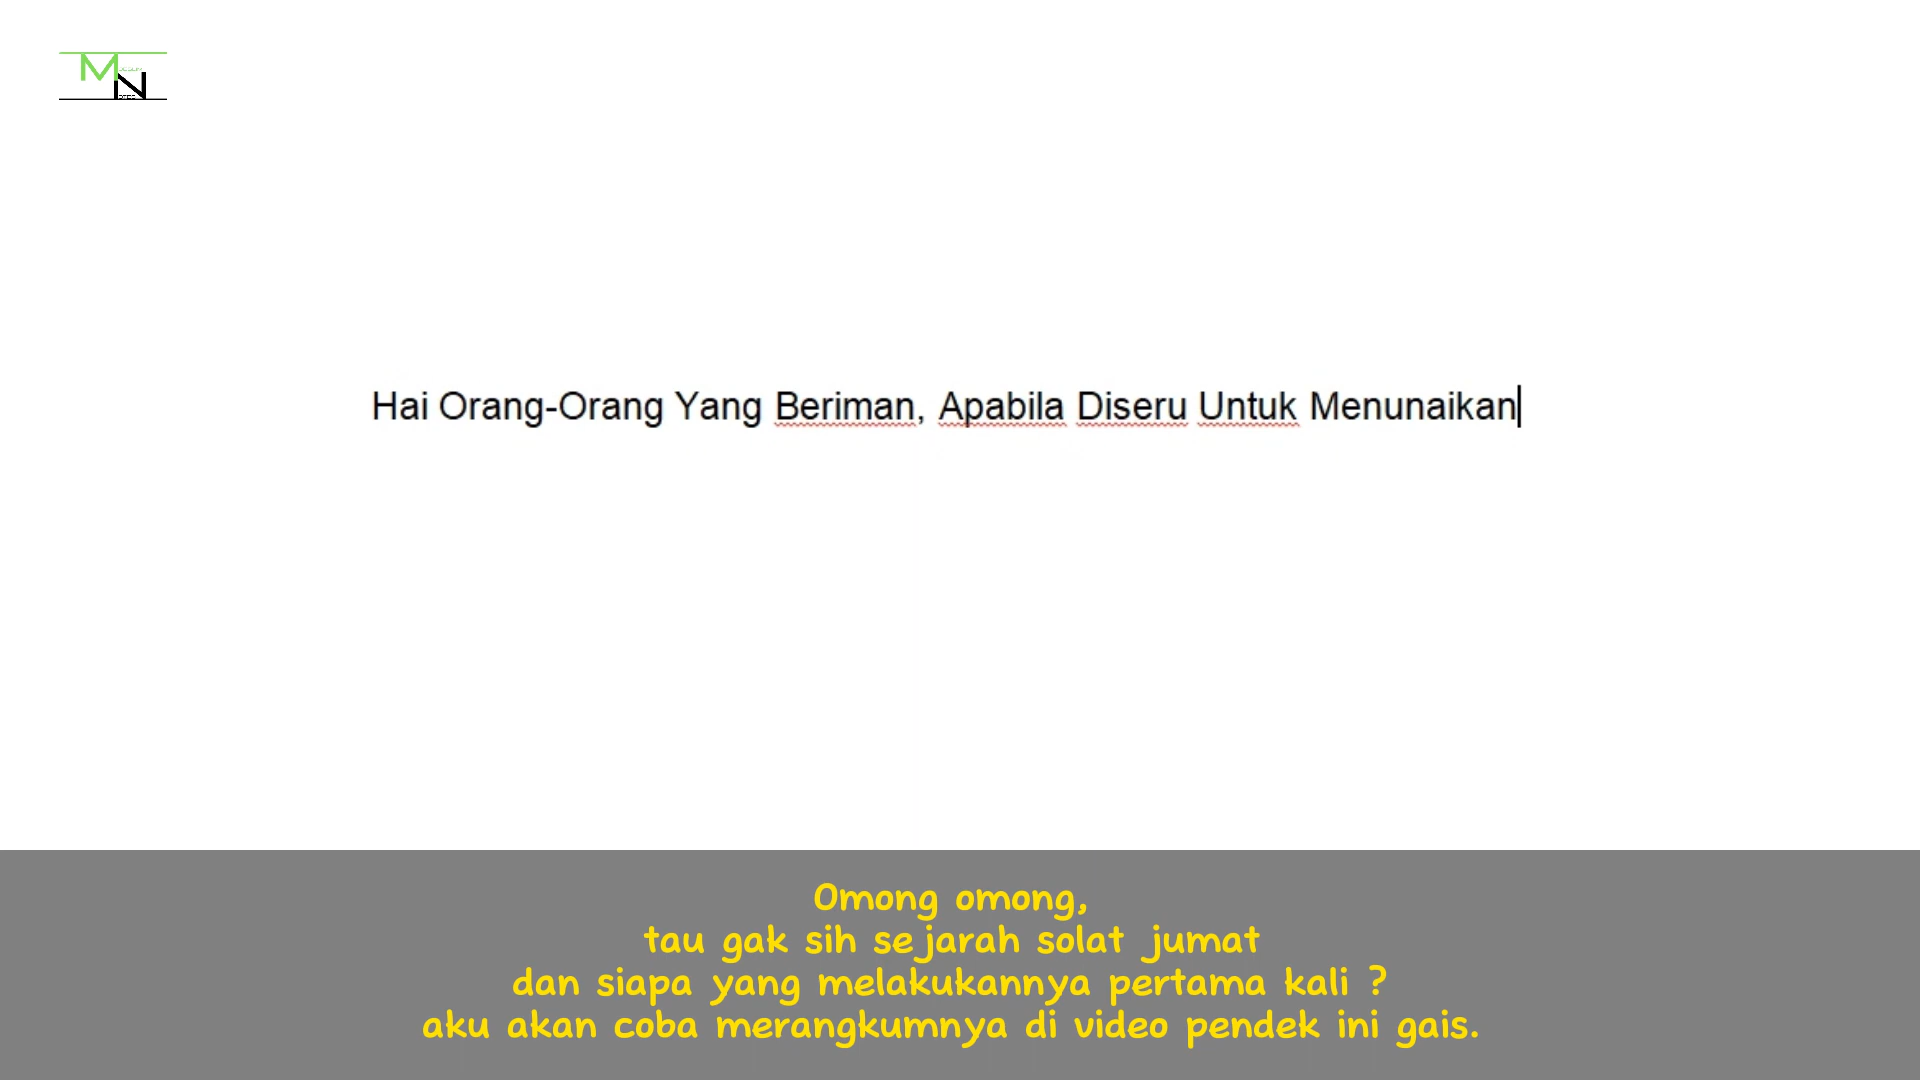 MN
Hai Orang-Orang Yang Beriman, Apabila Diseru Untuk Menunaikan
Omong omong,
tau gak sih sejarah solat jumat
dan siapa yang melakukannya pertama kali ?
aku akan coba merangkumnya di video pendek ini gais.